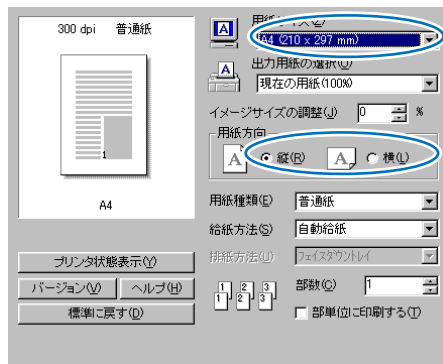 300 dpi 普通紙
A4
プリンタ状態表示(Y)
バージョン(V)
ヘルプ(H)
標準に戻す(D)
A4 (210 x 297 mm)
出力用紙の選択(O)
現在の用紙(100%)
イメージサイズの調整(J) 0 %
用紙方向
縦(R)
横(L)
用紙種類(E) 普通紙
給紙方法(S) 自動給紙
排紙方法(U) フェイスダウントレイ
部数(C) 1
部単位に印刷する(T)